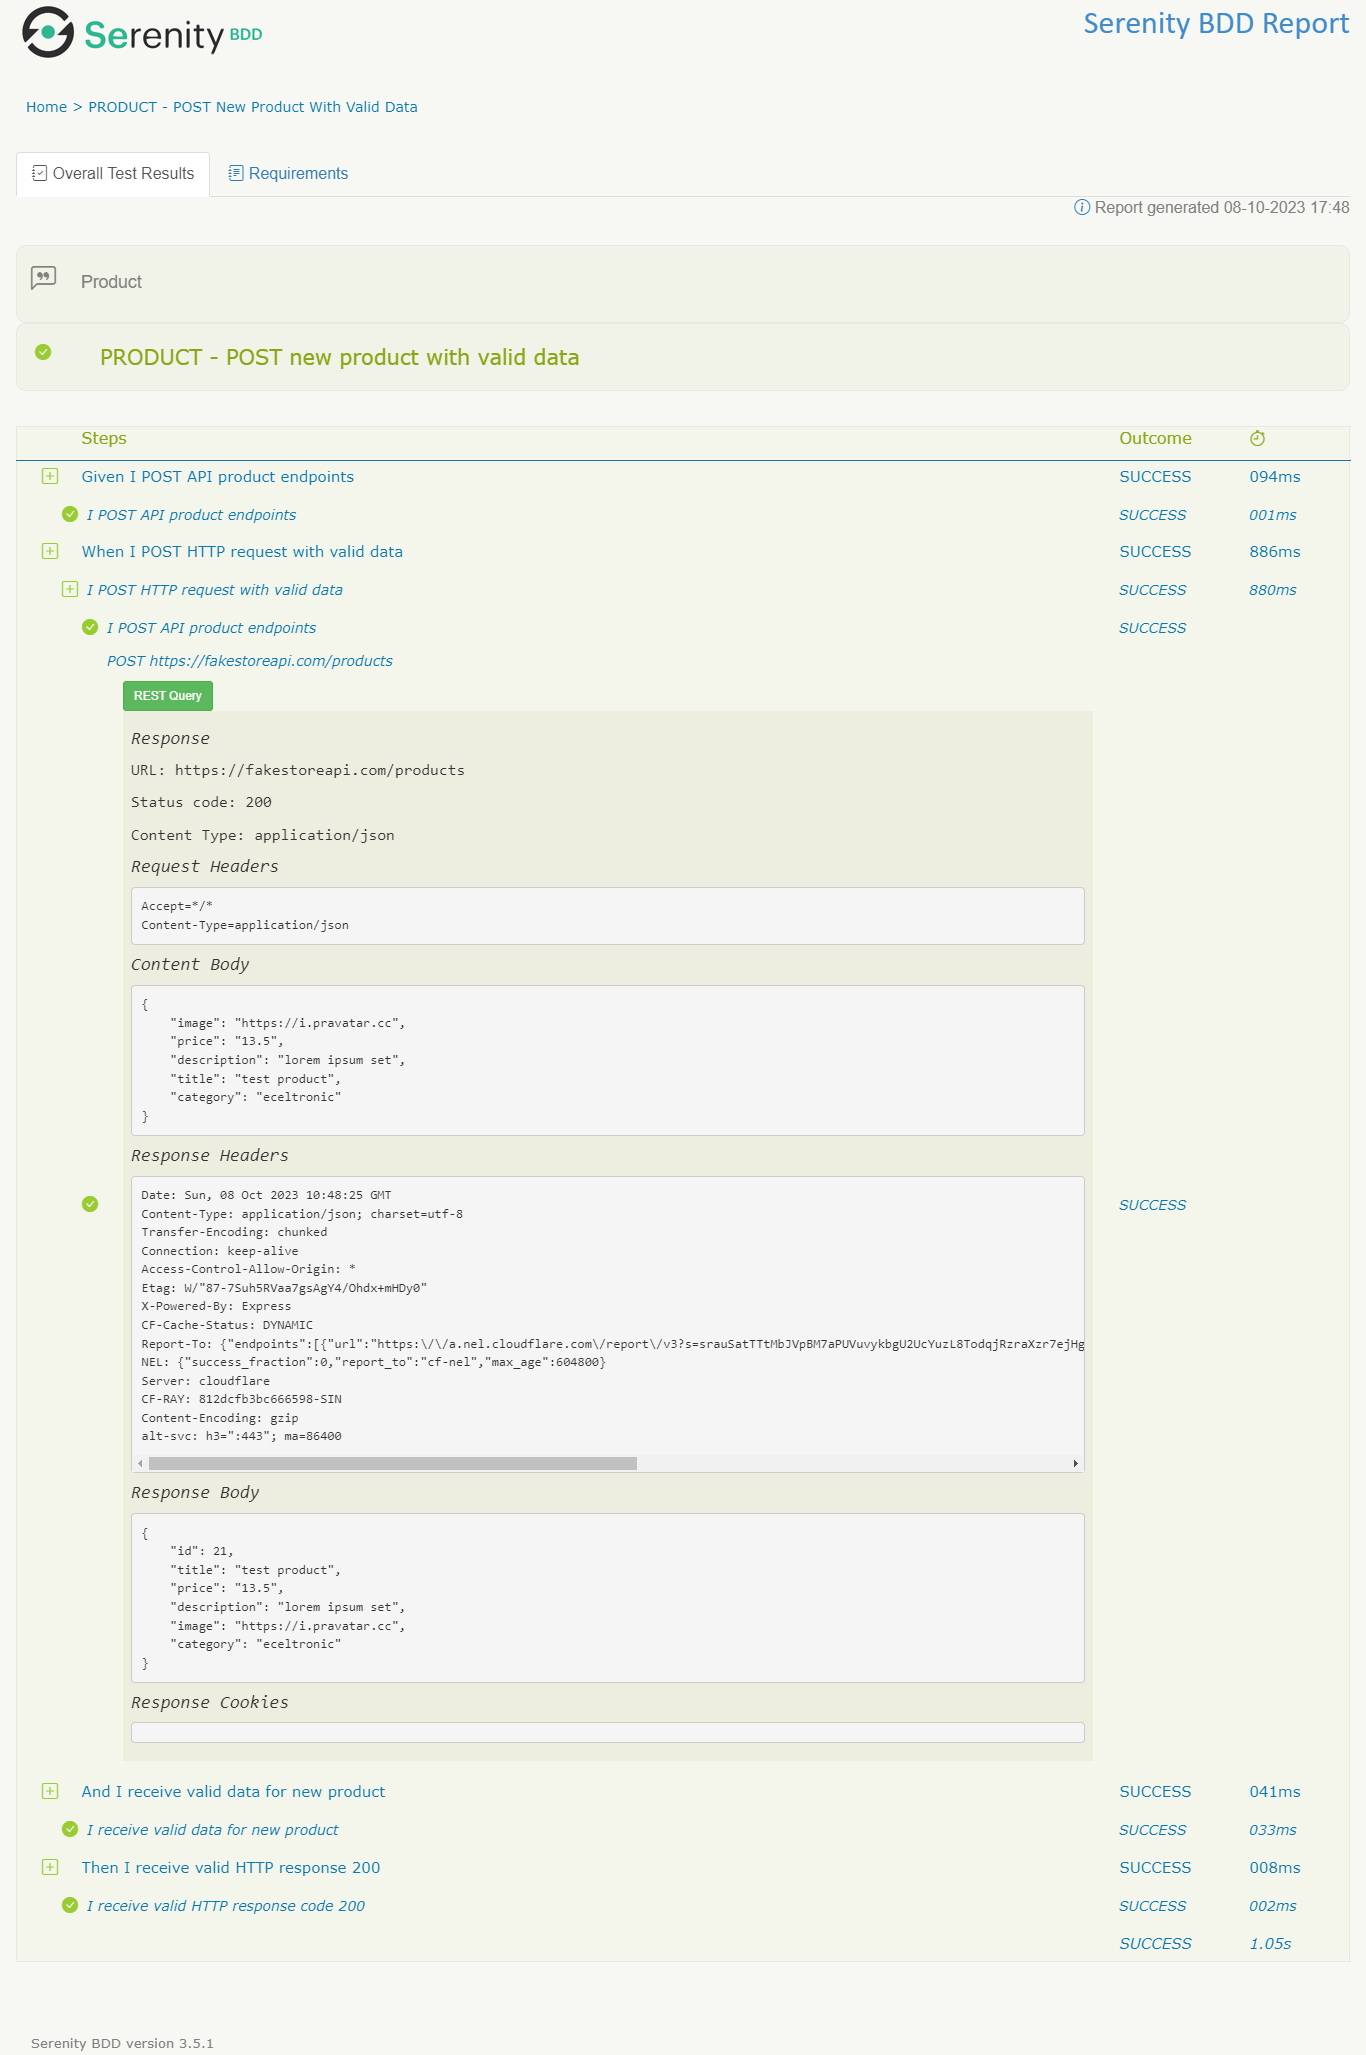 Serenity BDD
Serenity BDD Report
Home > PRODUCT - POST New Product With Valid Data
Overall Test Results
Requirements
Report generated 08-10-2023 17:48
Product
PRODUCT - POST new product with valid data
Steps Outcome
Given I POST API product endpoints SUCCESS 094ms
I POST API product endpoints SUCCESS 001ms
When I POST HTTP request with valid data SUCCESS 886ms
I POST HTTP request with valid data SUCCESS 880ms
I POST API product endpoints SUCCESS
POST https://fakestoreapi.com/products
REST Query
Response
URL: https://fakestoreapi.com/products
Status code: 200
Content Type: application/json
Request Headers
Accept=*/*
Content-Type=application/json
Content Body
{
"image": "https://i.pravatar.cc",
"price": "13.5",
"description": "lorem ipsum set",
"title": "test product",
"category": "eceltronic"
}
Response Headers
Date: Sun, 08 Oct 2023 10:48:25 GMT
SUCCESS
Content-Type: application/json; charset=utf-8
Transfer-Encoding: chunked
Connection: keep-alive
Access-Control-Allow-Origin: *
Etag: W/"87-7Suh5RVaa7gsAgY4/Ohdx+mHDy0"
X-Powered-By: Express
CF-Cache-Status: DYNAMIC
Report-To: {"endpoints":[{"url":"https:\/\/a.nel.cloudflare.com\/report\/v3?s=srauSatTTtMbJVpBM7aPUVuvykbgU2UcYuzL8TodqjRzraXzr7ejHg
NEL: {"success_fraction":0,"report_to":"cf-nel","max_age":604800}
Server: cloudflare
CF-RAY: 812dcfb3bc666598-SIN
Content-Encoding: gzip
alt-svc: h3=":443"; ma=86400
Response Body
{
"id": 21,
"title": "test product",
"price": "13.5",
"description": "lorem ipsum set",
"image": "https://i.pravatar.cc",
"category": "eceltronic"
}
Response Cookies
And I receive valid data for new product SUCCESS 041ms
I receive valid data for new product SUCCESS 033ms
Then I receive valid HTTP response 200 SUCCESS 008ms
I receive valid HTTP response code 200 SUCCESS 002ms
SUCCESS 1.05s
Serenity BDD version 3.5.1